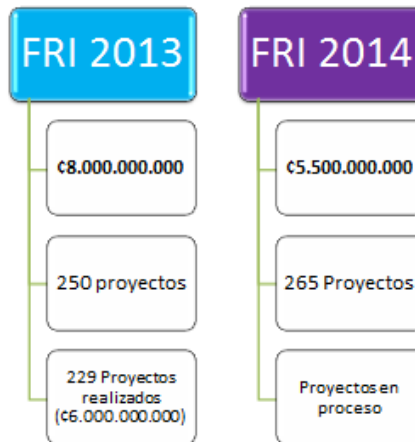 FRI 2013
¢8.000.000.000
250 proyectos
229 Proyectos
realizados
(¢6.000.000.000)
FRI 2014
¢5.500.000.000
265 Proyectos
Proyectos en
proceso